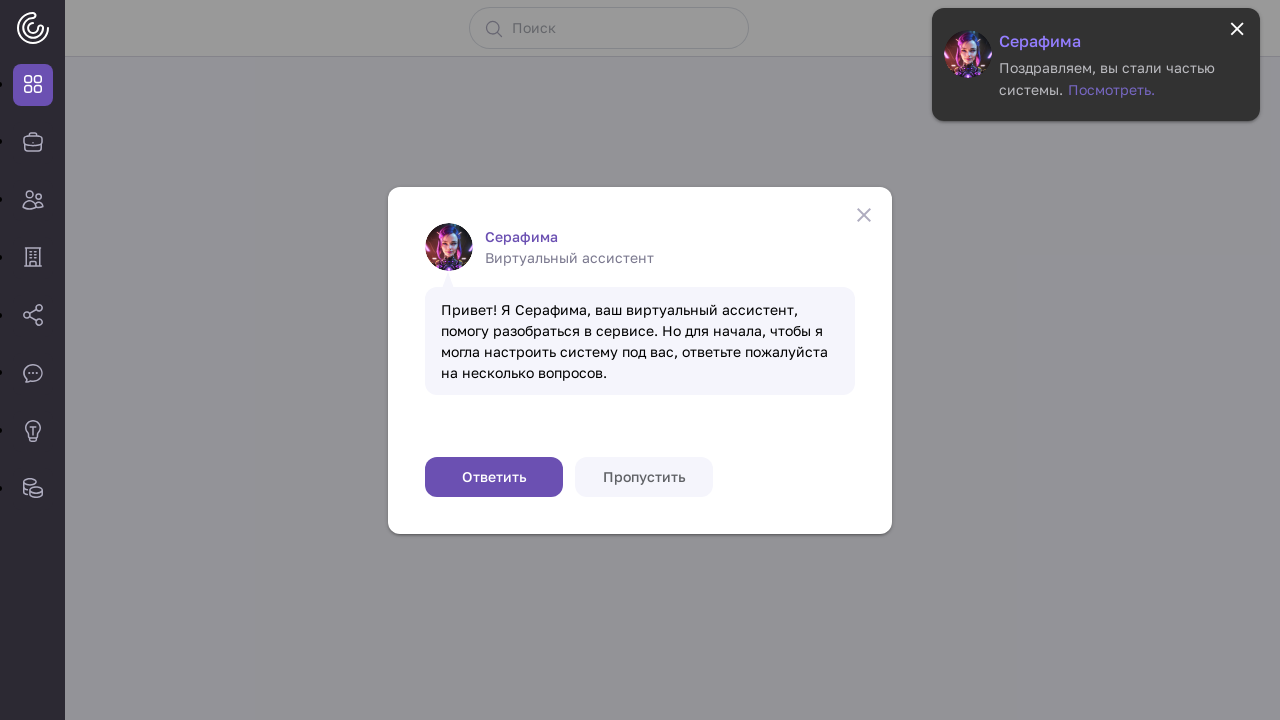 Поиск
Серафима
Поздравляем, вы стали частью
системы. Посмотреть.
Серафима
Виртуальный ассистент
Привет! Я Серафима, ваш виртуальный ассистент,
помогу разобраться в сервисе. Но для начала, чтобы я
могла настроить систему под вас, ответьте пожалуйста
на несколько вопросов.
Ответить
Пропустить